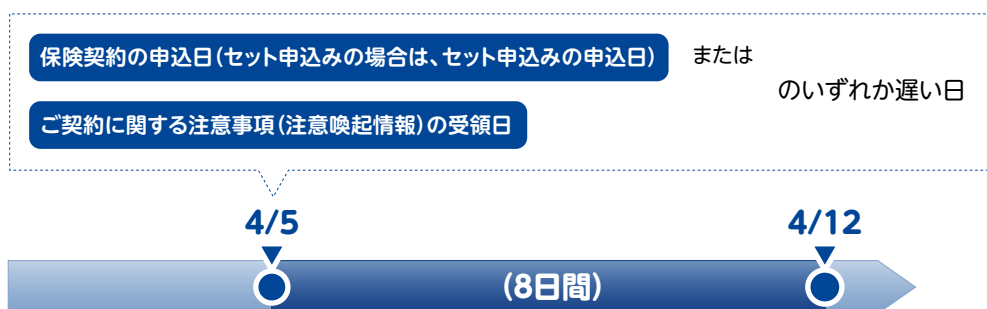 保険契約の申込日(セット申込みの場合は、セット申込みの申込日) または
のいずれか遅い日
ご契約に関する注意事項(注意喚起情報)の受領日
4/5 4/12
(8日間)